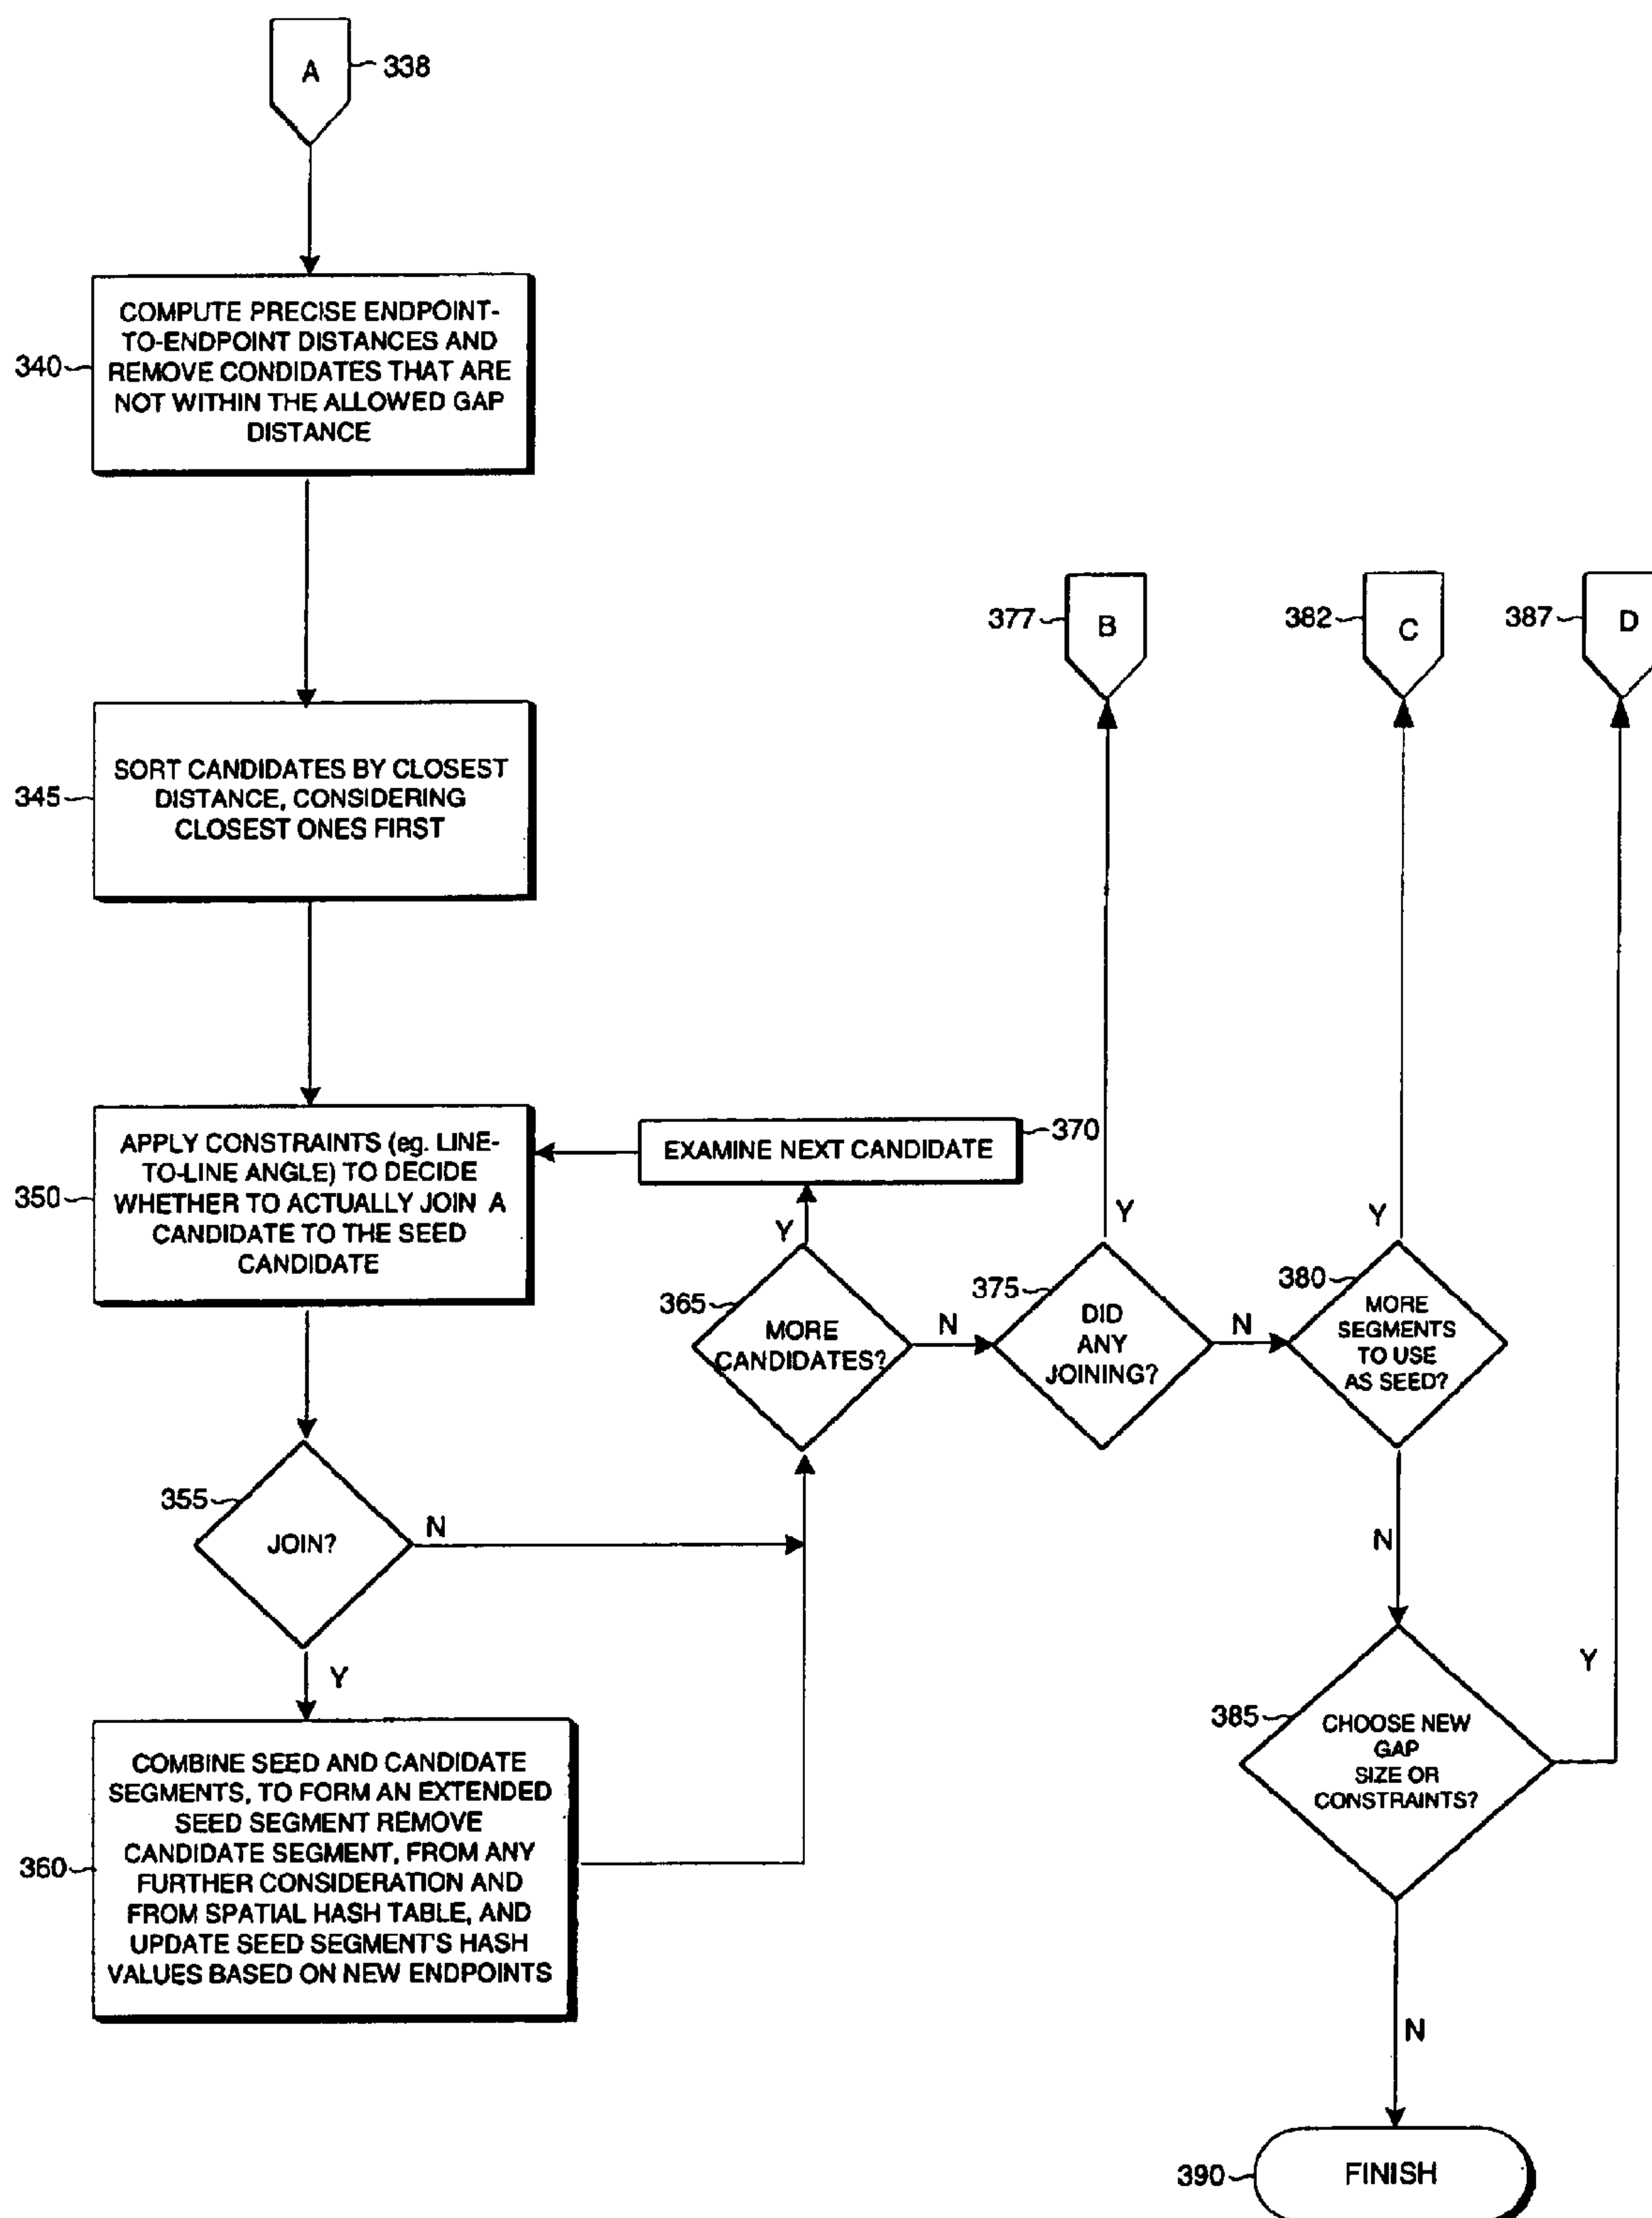 A
338
340
COMPUTE PRECISE ENDPOINT-
TO-ENDPOINT DISTANCES AND
REMOVE CONDIDATES THAT ARE
NOT WITHIN THE ALLOWED GAP
DISTANCE
345
SORT CANDIDATES BY CLOSEST
DISTANCE, CONSIDERING
CLOSEST ONES FIRST
377
B
382
C
387
D
350
APPLY CONSTRAINTS (eg. LINE-
TO-LINE ANGLE) TO DECIDE
WHETHER TO ACTUALLY JOIN A
CANDIDATE TO THE SEED
CANDIDATE
EXAMINE NEXT CANDIDATE
370
Y
Y
Y
365
MORE
CANDIDATES?
N
375
DID
ANY
JOINING?
N
380
MORE
SEGMENTS
TO USE
AS SEED?
355
JOIN?
N
Y
N
360
COMBINE SEED AND CANDIDATE
SEGMENTS, TO FORM AN EXTENDED
SEED SEGMENT REMOVE
CANDIDATE SEGMENT, FROM ANY
FURTHER CONSIDERATION AND
FROM SPATIAL HASH TABLE, AND
UPDATE SEED SEGMENT'S HASH
VALUES BASED ON NEW ENDPOINTS
385
CHOOSE NEW
GAP
SIZE OR
CONSTRAINTS?
Y
N
390
FINISH